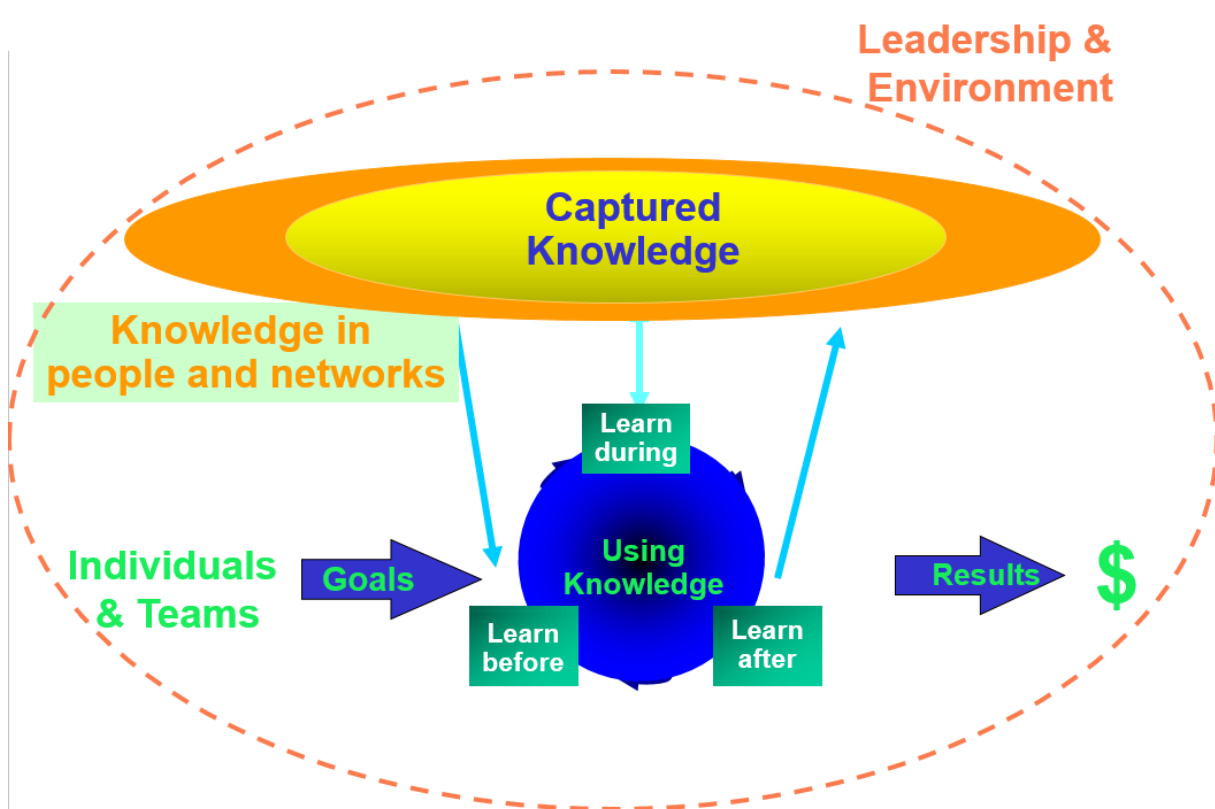 Leadership &
Environment
Captured
Knowledge
Knowledge in
people and networks
Learn
during
Individuals
& Teams
Goals
Using
Knowledge
Results
$
Learn
before
Learn
after